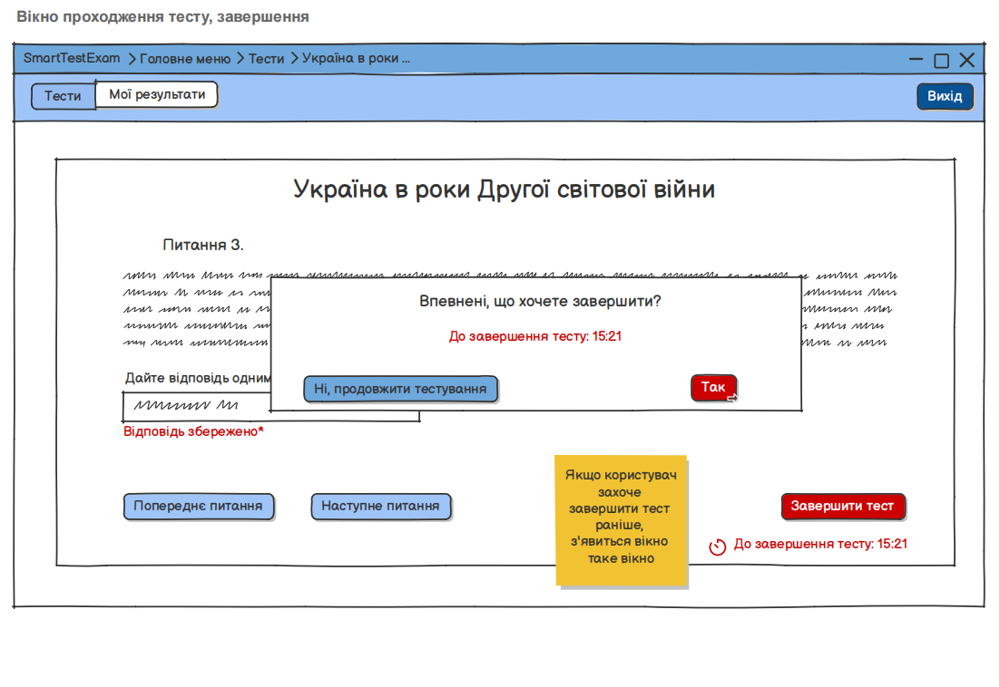 Вікно проходження тесту, завершення
SmartTestExam > Головне меню > Тести > Україна в роки ...
Тести
Мої результати
Вихід
Україна в роки Другої світової війни
Питання 3.
Впевнені, що хочете завершити?
До завершення тесту: 15:21
Ні, продовжити тестування
Так
Дайте відповідь одним
Відповідь збережено*
Попереднє питання
Наступне питання
Якщо користувач
захоче
завершити тест
раніше,
з'явиться вікно
таке вікно
Завершити тест
До завершення тесту: 15:21